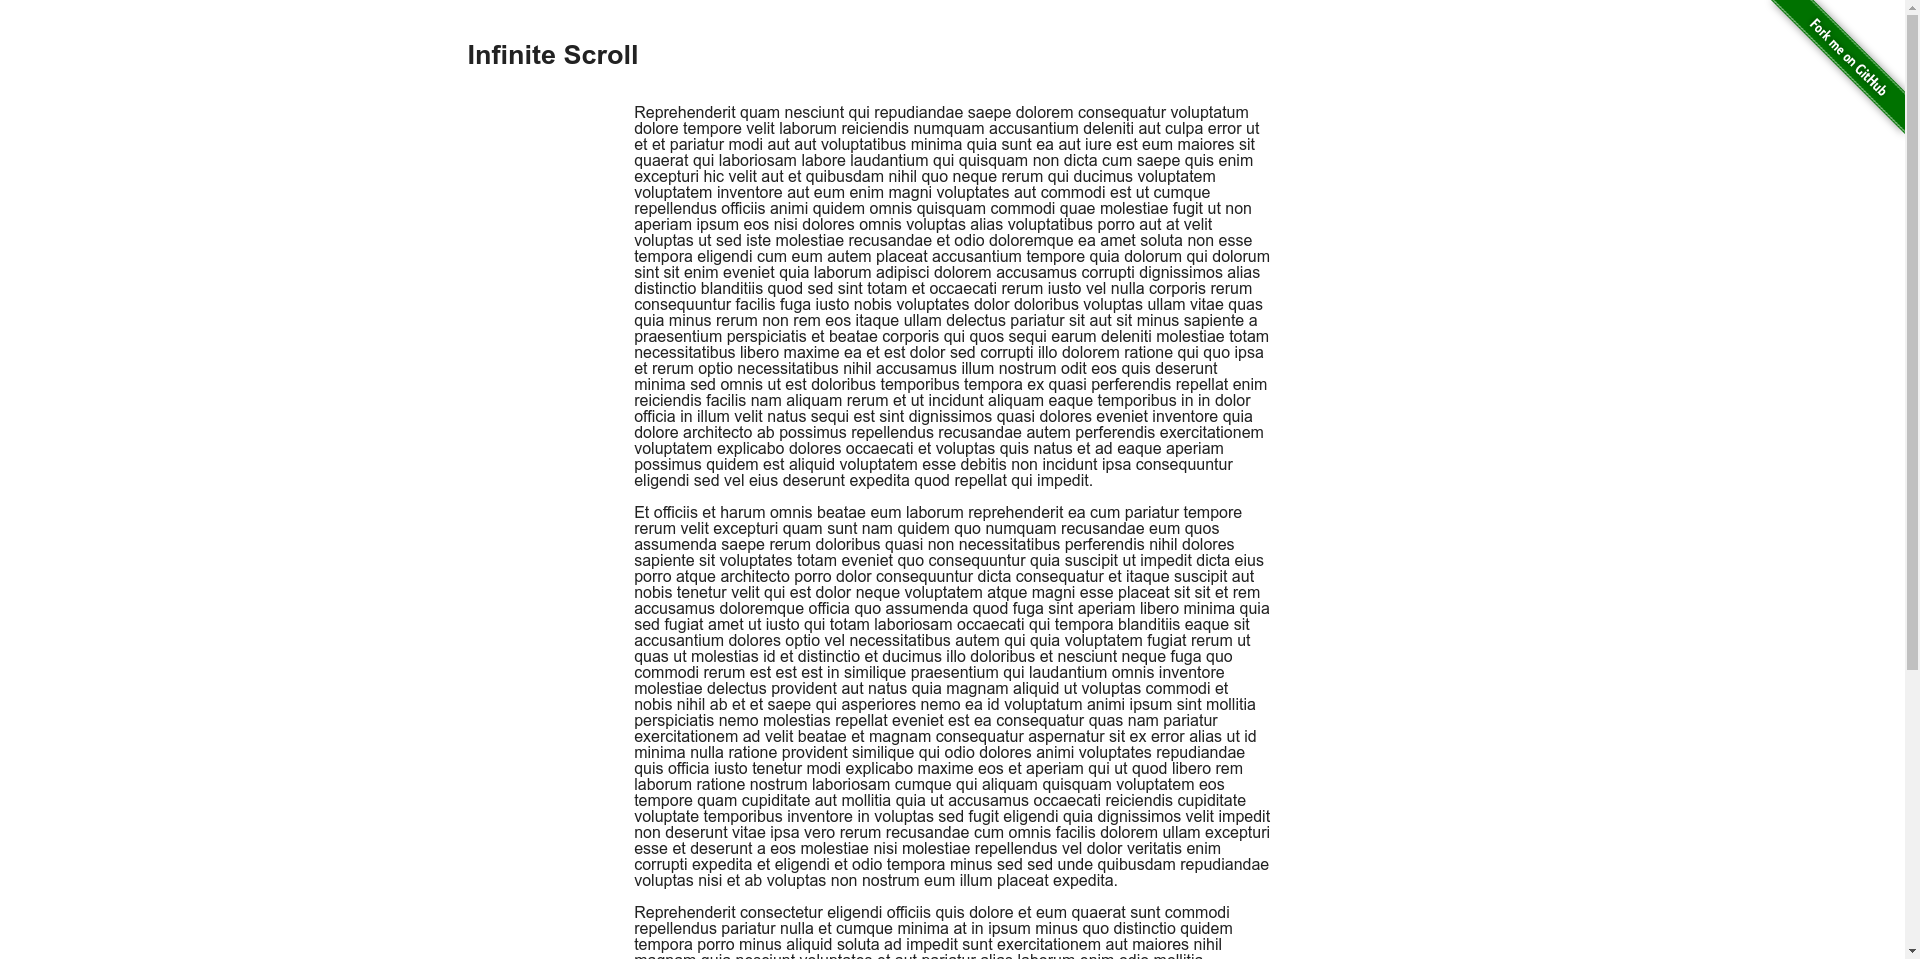 Infinite Scroll
Fork me on GitHub
Reprehenderit quam nesciunt qui repudiandae saepe dolorem consequatur voluptatum
dolore tempore velit laborum reiciendis numquam accusantium deleniti aut culpa error ut
et et pariatur modi aut aut voluptatibus minima quia sunt ea aut iure est eum maiores sit
quaerat qui laboriosam labore laudantium qui quisquam non dicta cum saepe quis enim
excepturi hic velit aut et quibusdam nihil quo neque rerum qui ducimus voluptatem
voluptatem inventore aut eum enim magni voluptates aut commodi est ut cumque
repellendus officiis animi quidem omnis quisquam commodi quae molestiae fugit ut non
aperiam ipsum eos nisi dolores omnis voluptas alias voluptatibus porro aut at velit
voluptas ut sed iste molestiae recusandae et odio doloremque ea amet soluta non esse
tempora eligendi cum eum autem placeat accusantium tempore quia dolorum qui dolorum
sint sit enim eveniet quia laborum adipisci dolorem accusamus corrupti dignissimos alias
distinctio blanditiis quod sed sint totam et occaecati rerum iusto vel nulla corporis rerum
consequuntur facilis fuga iusto nobis voluptates dolor doloribus voluptas ullam vitae quas
quia minus rerum non rem eos itaque ullam delectus pariatur sit aut sit minus sapiente a
praesentium perspiciatis et beatae corporis qui quos sequi earum deleniti molestiae totam
necessitatibus libero maxime ea et est dolor sed corrupti illo dolorem ratione qui quo ipsa
et rerum optio necessitatibus nihil accusamus illum nostrum odit eos quis deserunt
minima sed omnis ut est doloribus temporibus tempora ex quasi perferendis repellat enim
reiciendis facilis nam aliquam rerum et ut incidunt aliquam eaque temporibus in in dolor
officia in illum velit natus sequi est sint dignissimos quasi dolores eveniet inventore quia
dolore architecto ab possimus repellendus recusandae autem perferendis exercitationem
voluptatem explicabo dolores occaecati et voluptas quis natus et ad eaque aperiam
possimus quidem est aliquid voluptatem esse debitis non incidunt ipsa consequuntur
eligendi sed vel eius deserunt expedita quod repellat qui impedit.
Et officiis et harum omnis beatae eum laborum reprehenderit ea cum pariatur tempore
rerum velit excepturi quam sunt nam quidem quo numquam recusandae eum quos
assumenda saepe rerum doloribus quasi non necessitatibus perferendis nihil dolores
sapiente sit voluptates totam eveniet quo consequuntur quia suscipit ut impedit dicta eius
porro atque architecto porro dolor consequuntur dicta consequatur et itaque suscipit aut
nobis tenetur velit qui est dolor neque voluptatem atque magni esse placeat sit sit et rem
accusamus doloremque officia quo assumenda quod fuga sint aperiam libero minima quia
sed fugiat amet ut iusto qui totam laboriosam occaecati qui tempora blanditiis eaque sit
accusantium dolores optio vel necessitatibus autem qui quia voluptatem fugiat rerum ut
quas ut molestias id et distinctio et ducimus illo doloribus et nesciunt neque fuga quo
commodi rerum est est est in similique praesentium qui laudantium omnis inventore
molestiae delectus provident aut natus quia magnam aliquid ut voluptas commodi et
nobis nihil ab et et saepe qui asperiores nemo ea id voluptatum animi ipsum sint mollitia
perspiciatis nemo molestias repellat eveniet est ea consequatur quas nam pariatur
exercitationem ad velit beatae et magnam consequatur aspernatur sit ex error alias ut id
minima nulla ratione provident similique qui odio dolores animi voluptates repudiandae
quis officia iusto tenetur modi explicabo maxime eos et aperiam qui ut quod libero rem
laborum ratione nostrum laboriosam cumque qui aliquam quisquam voluptatem eos
tempore quam cupiditate aut mollitia quia ut accusamus occaecati reiciendis cupiditate
voluptate temporibus inventore in voluptas sed fugit eligendi quia dignissimos velit impedit
non deserunt vitae ipsa vero rerum recusandae cum omnis facilis dolorem ullam excepturi
esse et deserunt a eos molestiae nisi molestiae repellendus vel dolor veritatis enim
corrupti expedita et eligendi et odio tempora minus sed sed unde quibusdam repudiandae
voluptas nisi et ab voluptas non nostrum eum illum placeat expedita.
Reprehenderit consectetur eligendi officiis quis dolore et eum quaerat sunt commodi
repellendus pariatur nulla et cumque minima at in ipsum minus quo distinctio quidem
tempora porro minus aliquid soluta ad impedit sunt exercitationem aut maiores nihil